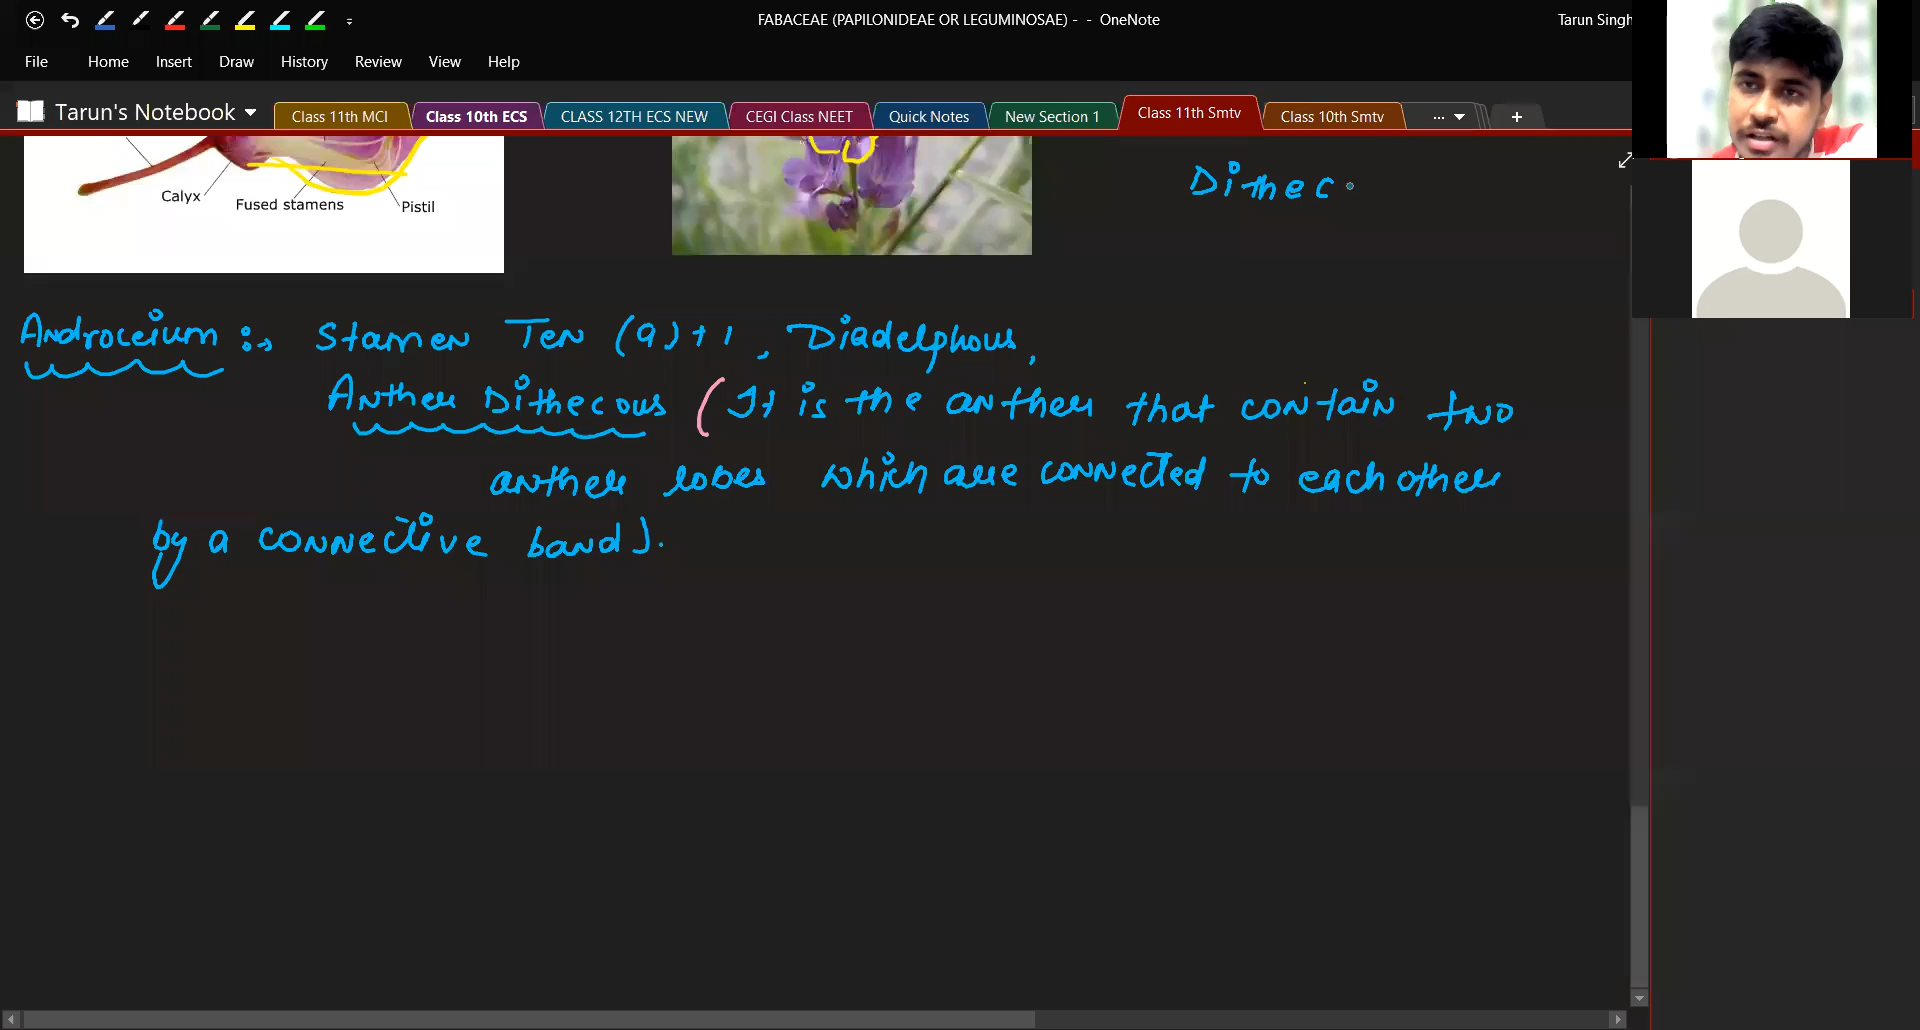 FABACEAE (PAPILONIDEAE OR LEGUMINOSAE) - - OneNote
Tarun Singh
File Home Insert Draw History Review View Help
Tarun's Notebook
Class 11th MCI Class 10th ECS CLASS 12TH ECS NEW CEGI Class NEET Quick Notes New Section 1 Class 11th Smtv Class 10th Smtv ... +
Calyx
Fused stamens
Pistil
Dithec
Androceium :- Stamen Ten (9) + 1, Diadelphous,
Anther Dithecous (It is the anther that contain two
anther lobes which are connected to each other
by a connective band).